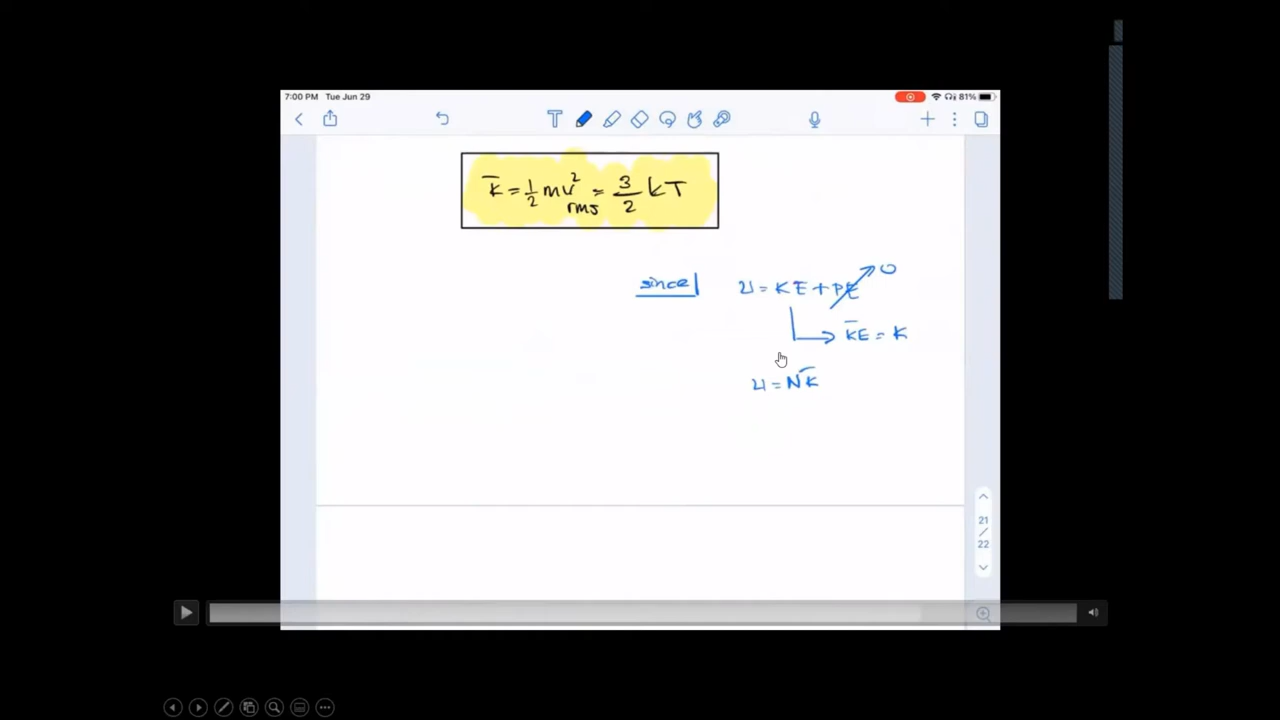 7:00 PM Tue Jun 29
81%
K̅ = ½ mv²rms = 3/2 kT
since
U = KE + PE → 0
K̅E = K
U = NK̅
21
/
22